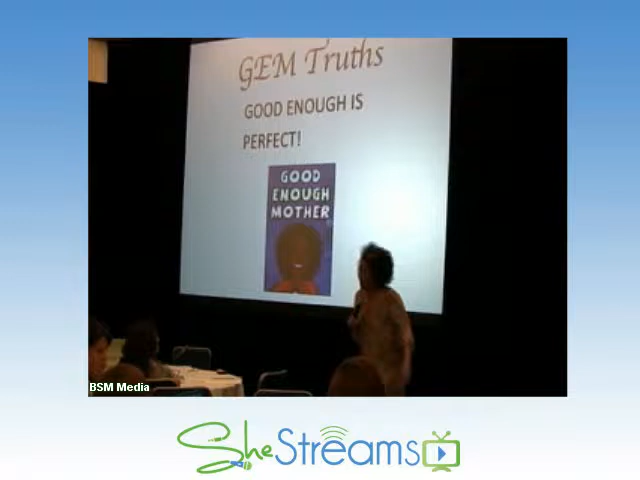 GEM Truths
GOOD ENOUGH IS
PERFECT!
GOOD
ENOUGH
MOTHER
BSM Media
SheStreams